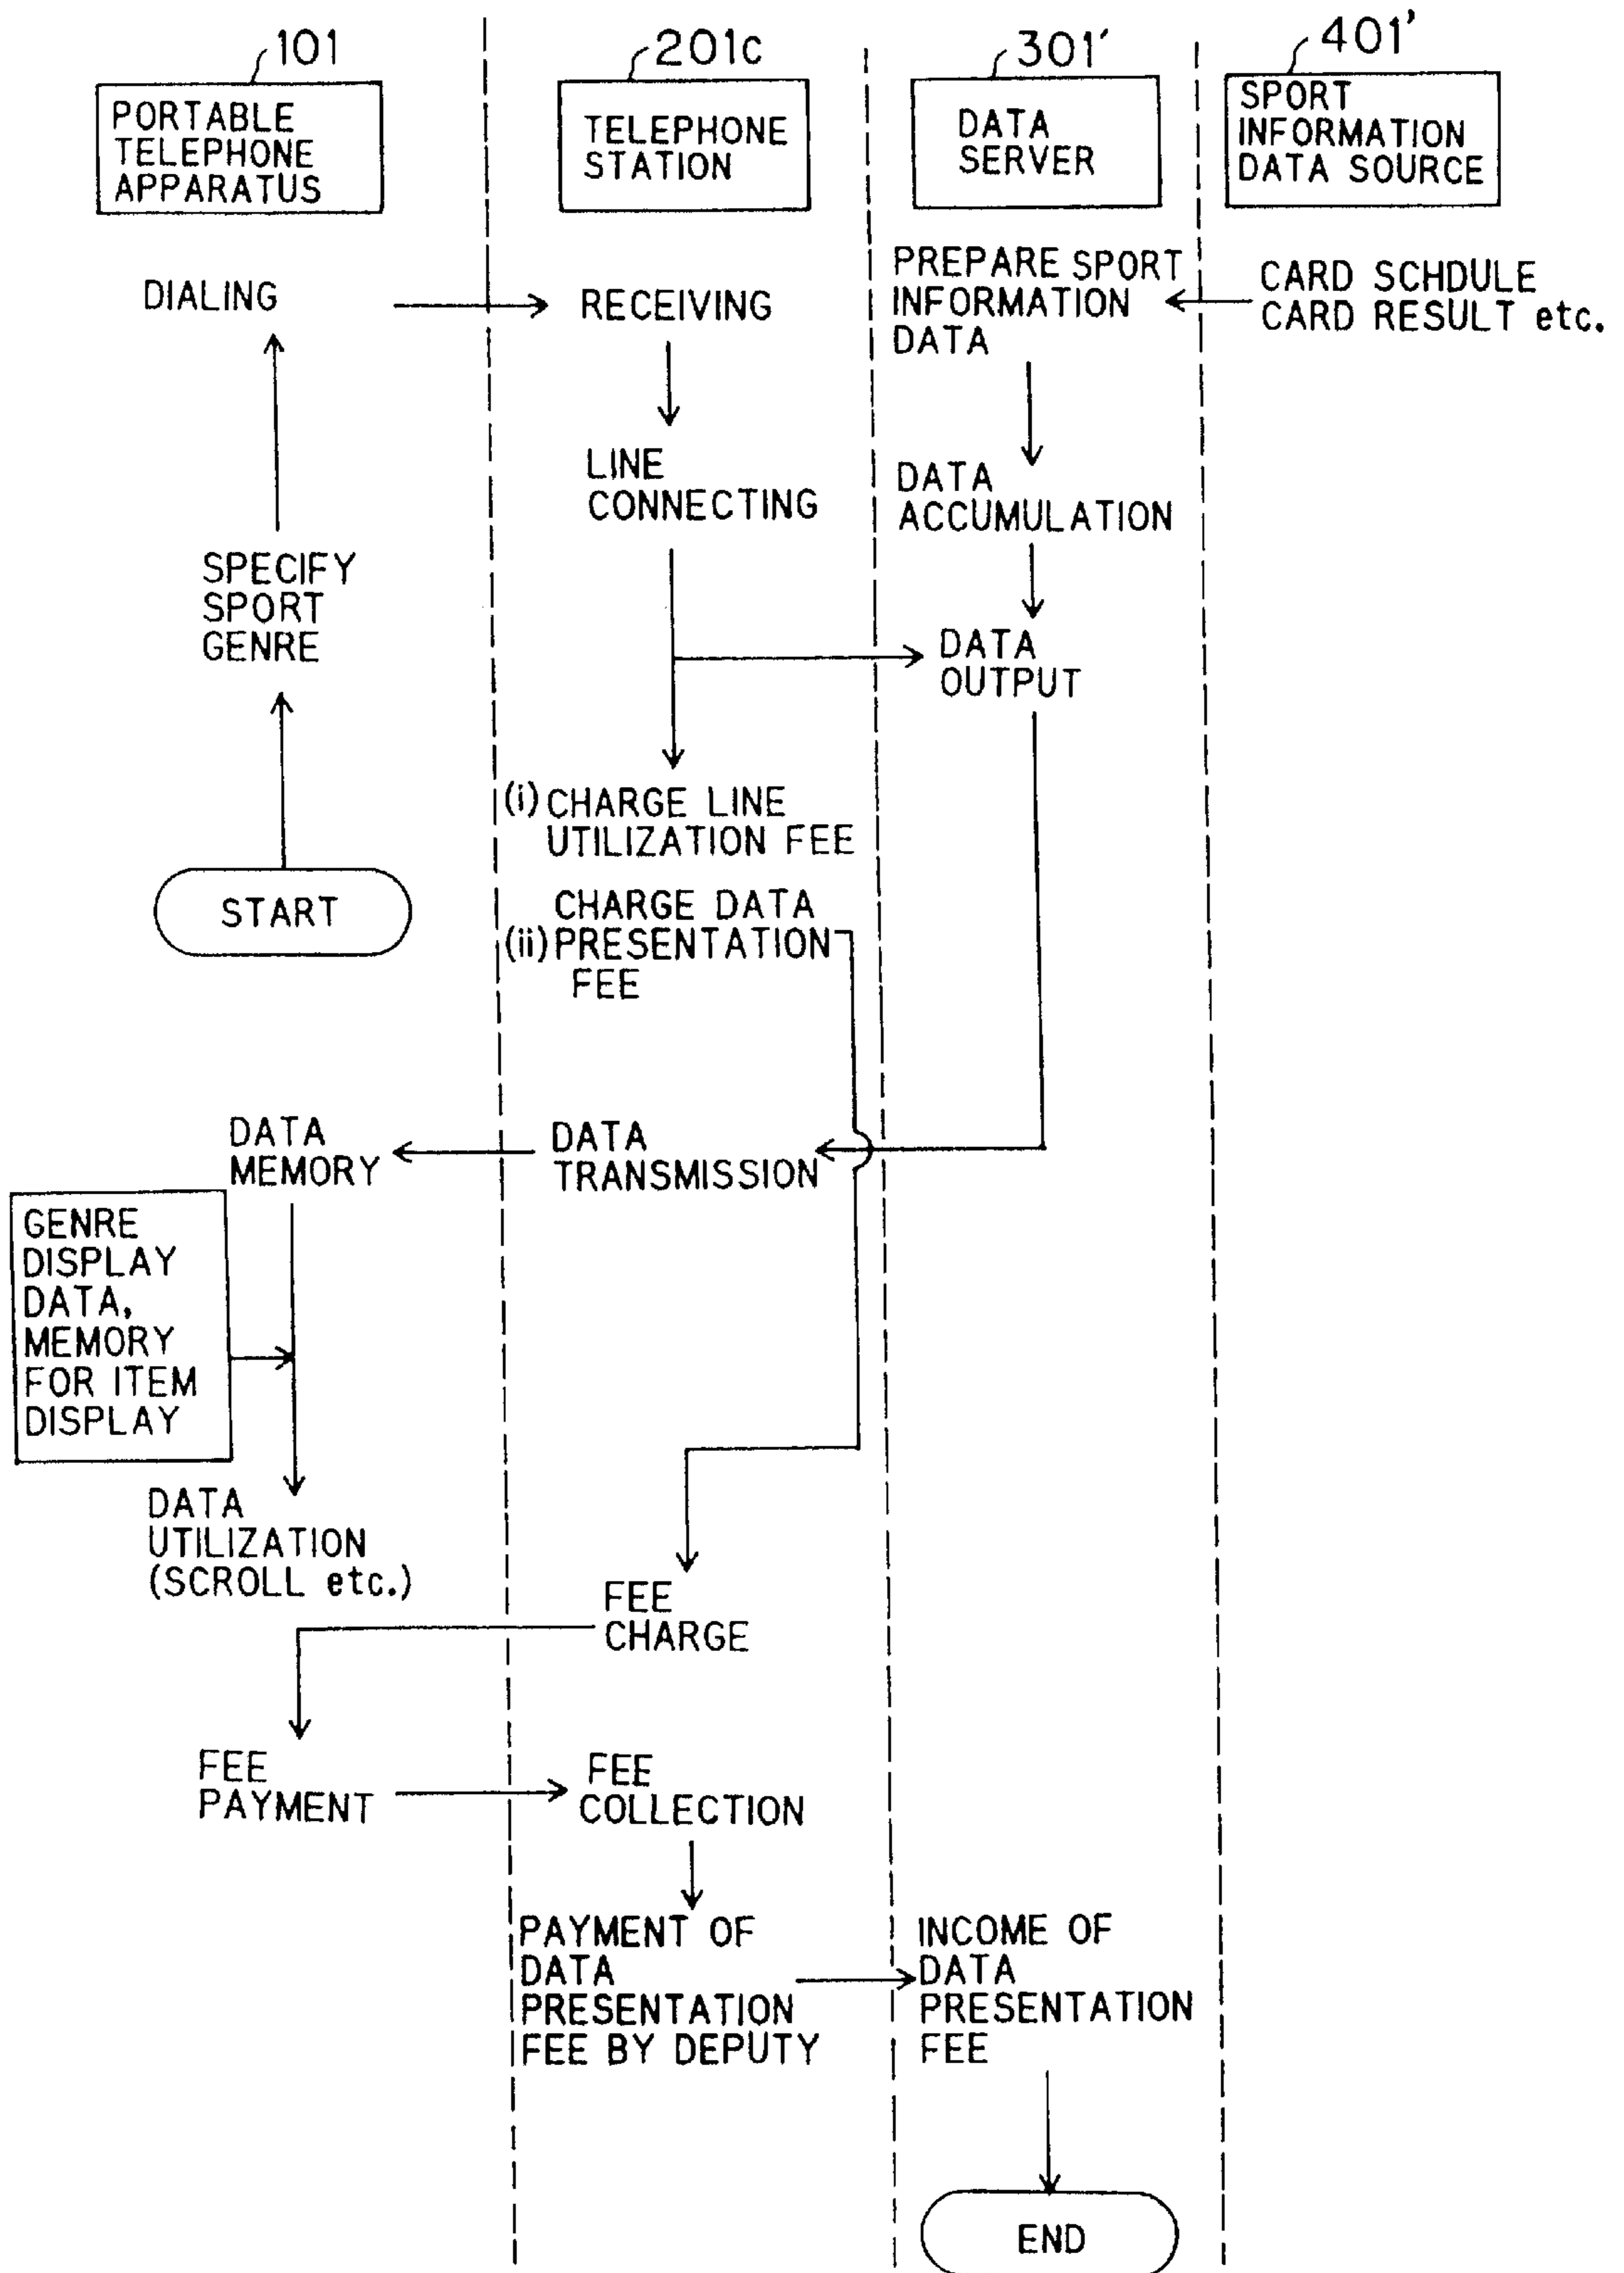 101
PORTABLE
TELEPHONE
APPARATUS
201c
TELEPHONE
STATION
301'
DATA
SERVER
401'
SPORT
INFORMATION
DATA SOURCE
DIALING
RECEIVING
PREPARE SPORT
INFORMATION
DATA
CARD SCHDULE
CARD RESULT etc.
LINE
CONNECTING
DATA
ACCUMULATION
SPECIFY
SPORT
GENRE
DATA
OUTPUT
(i) CHARGE LINE
UTILIZATION FEE
START
CHARGE DATA
(ii) PRESENTATION
FEE
DATA
MEMORY
DATA
TRANSMISSION
GENRE
DISPLAY
DATA,
MEMORY
FOR ITEM
DISPLAY
DATA
UTILIZATION
(SCROLL etc.)
FEE
CHARGE
FEE
PAYMENT
FEE
COLLECTION
PAYMENT OF
DATA
PRESENTATION
FEE BY DEPUTY
INCOME OF
DATA
PRESENTATION
FEE
END